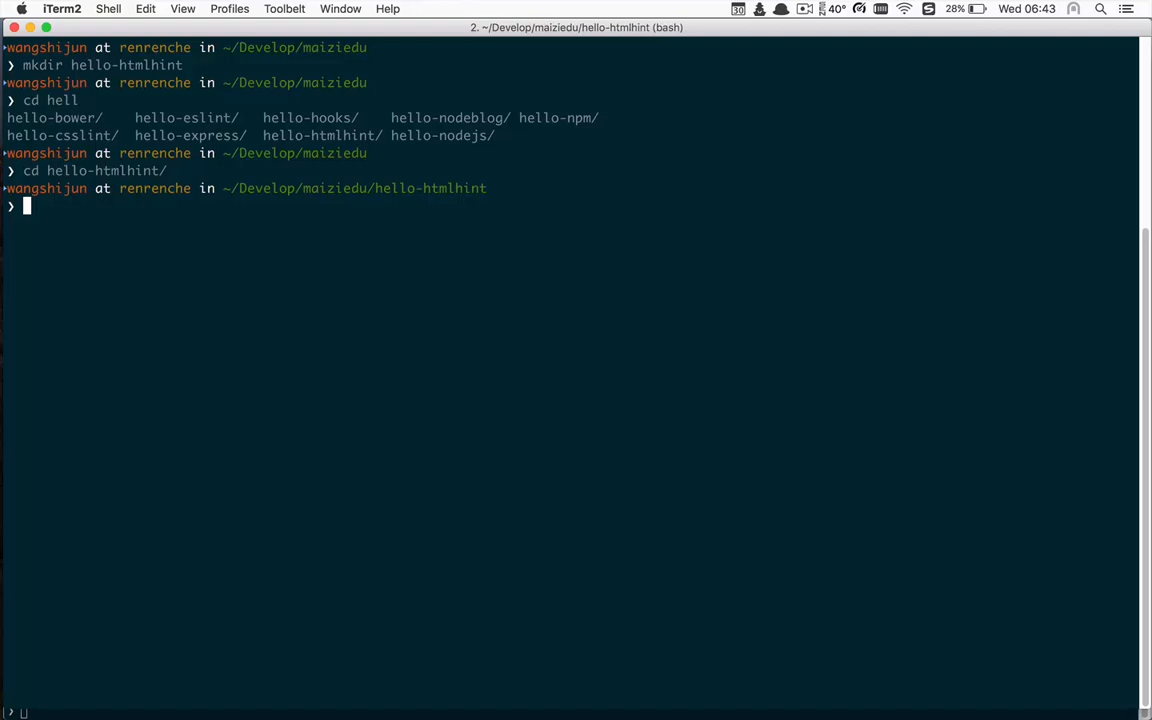 iTerm2 Shell Edit View Profiles Toolbelt Window Help 30 40° 28% Wed 06:43
2. ~/Develop/maiziedu/hello-htmlhint (bash)
wangshijun at renrenche in ~/Develop/maiziedu
❯ mkdir hello-htmlhint
wangshijun at renrenche in ~/Develop/maiziedu
❯ cd hell
hello-bower/ hello-eslint/ hello-hooks/ hello-nodeblog/ hello-npm/
hello-csslint/ hello-express/ hello-htmlhint/ hello-nodejs/
wangshijun at renrenche in ~/Develop/maiziedu
❯ cd hello-htmlhint/
wangshijun at renrenche in ~/Develop/maiziedu/hello-htmlhint
❯
❯